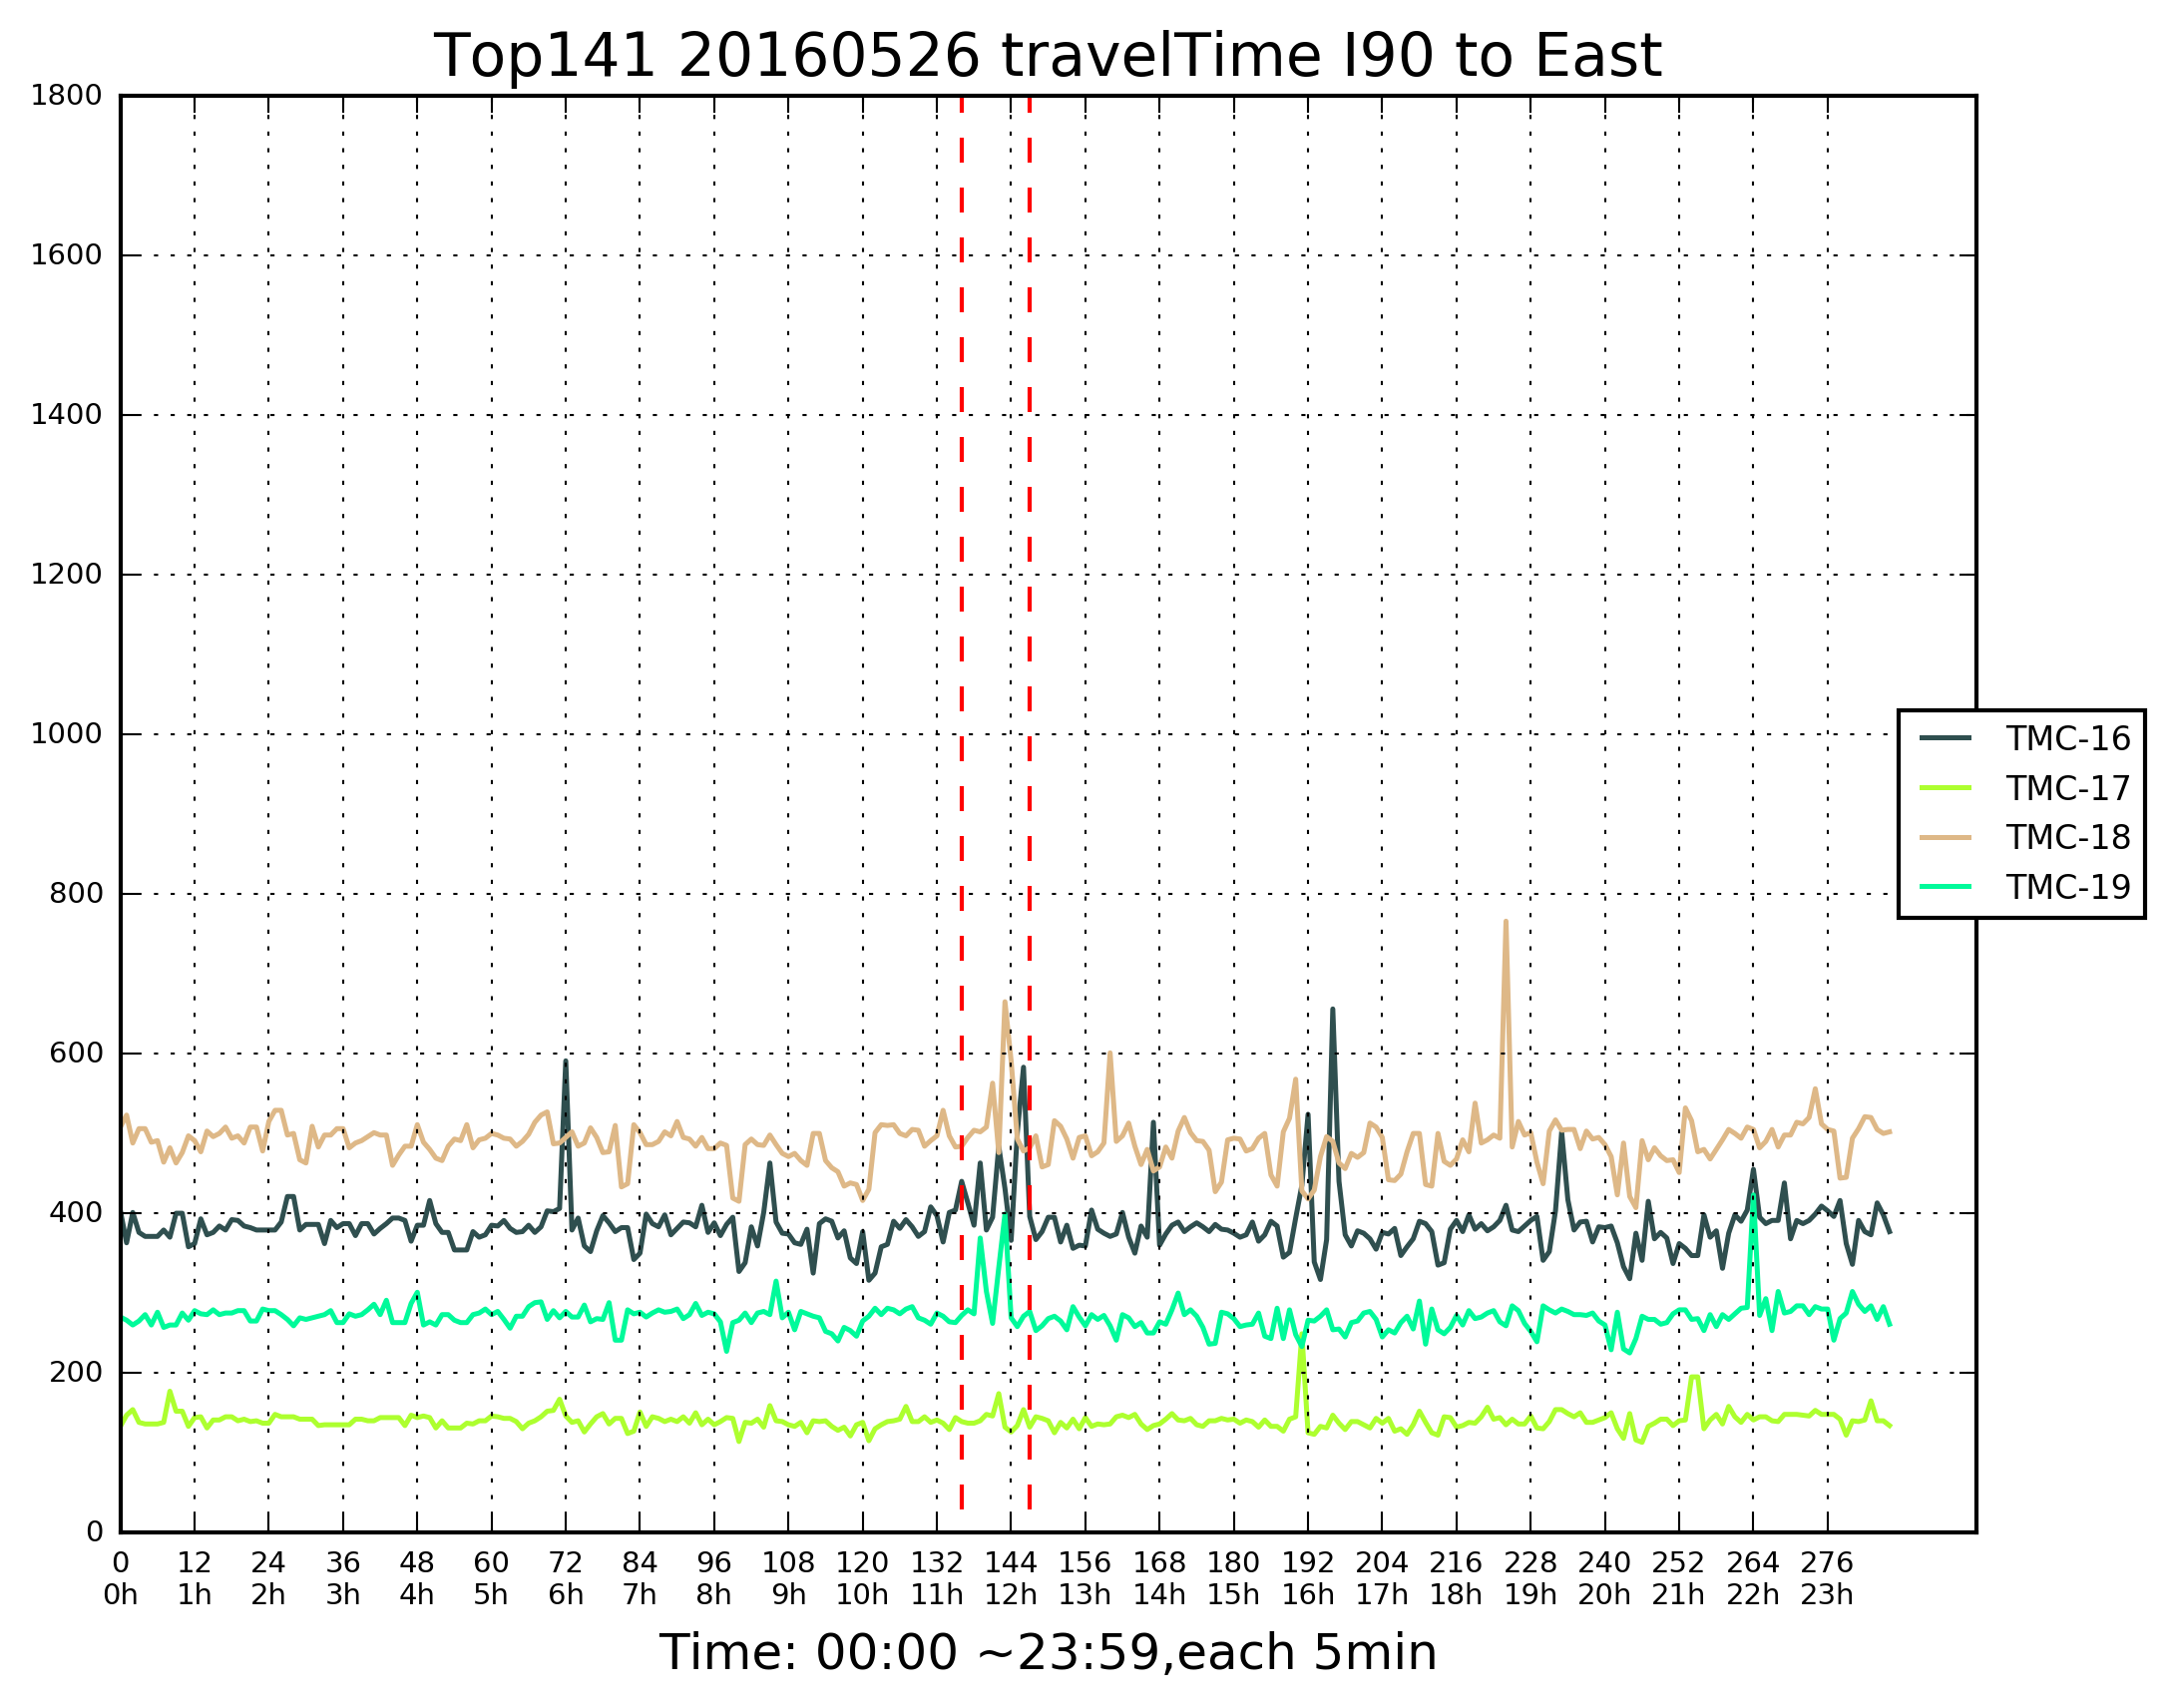 Top141 20160526 travelTime I90 to East
1800
1600
1400
1200
1000
800
600
400
200
0
TMC-16
TMC-17
TMC-18
TMC-19
0 12 24 36 48 60 72 84 96 108 120 132 144 156 168 180 192 204 216 228 240 252 264 276
0h 1h 2h 3h 4h 5h 6h 7h 8h 9h 10h 11h 12h 13h 14h 15h 16h 17h 18h 19h 20h 21h 22h 23h
Time: 00:00 ~23:59,each 5min